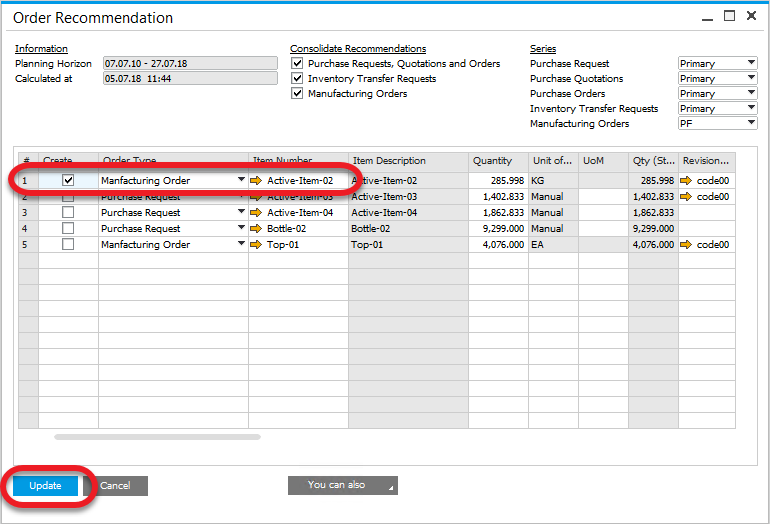 Order Recommendation
Information
Planning Horizon 07.07.10 - 27.07.18
Calculated at 05.07.18 11:44
Consolidate Recommendations
Purchase Requests, Quotations and Orders
Inventory Transfer Requests
Manufacturing Orders
Series
Purchase Request Primary
Purchase Quotations Primary
Purchase Orders Primary
Inventory Transfer Requests Primary
Manufacturing Orders PF
# Create Order Type Item Number Item Description Quantity Unit of... UoM Qty (St... Revision...
1 Manfacturing Order Active-Item-02 Active-Item-02 285.998 KG 285.998 code00
2 Purchase Request Active-Item-03 Active-Item-03 1,402.833 Manual 1,402.833 code00
3 Purchase Request Active-Item-04 Active-Item-04 1,862.833 Manual 1,862.833
4 Purchase Request Bottle-02 Bottle-02 9,299.000 Manual 9,299.000
5 Manfacturing Order Top-01 Top-01 4,076.000 EA 4,076.000 code00
Update Cancel You can also